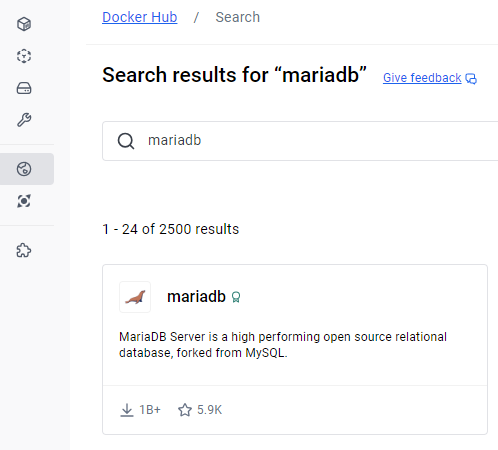 Docker Hub / Search
Search results for “mariadb” Give feedback
mariadb
1 - 24 of 2500 results
mariadb
MariaDB Server is a high performing open source relational
database, forked from MySQL.
1B+ 5.9K